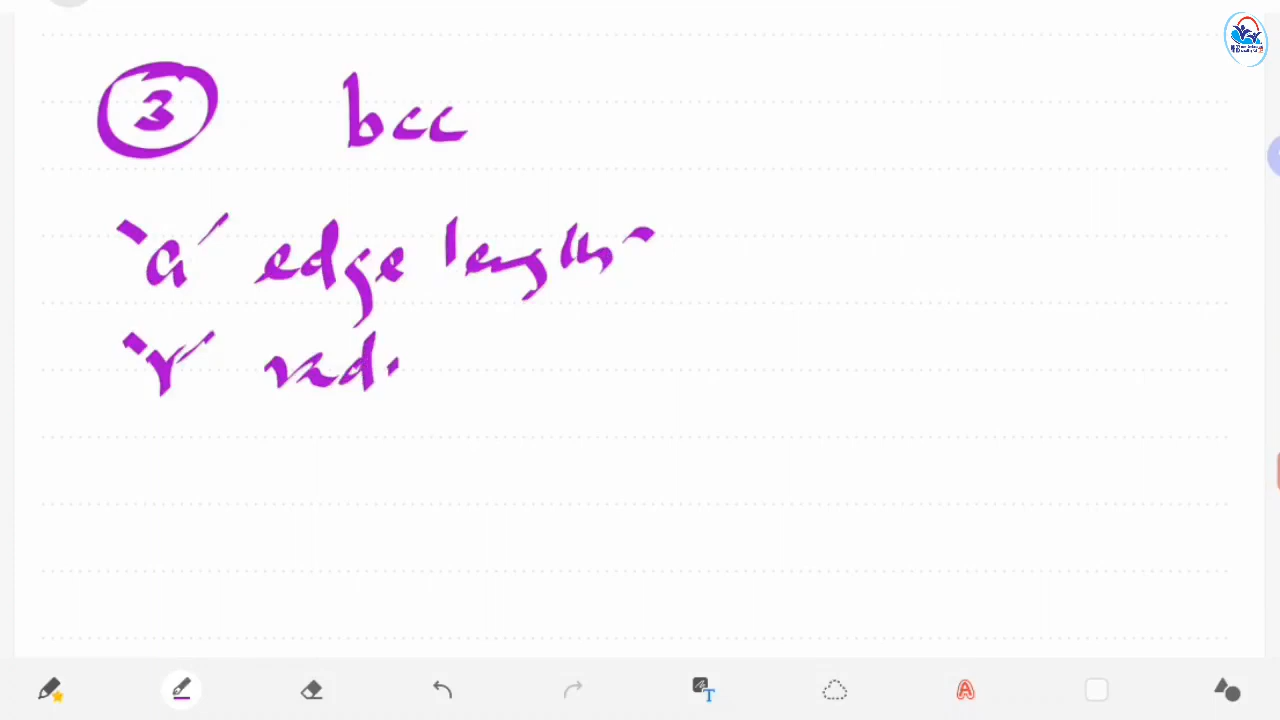 3 bcc
'a' edge length
'r' rad